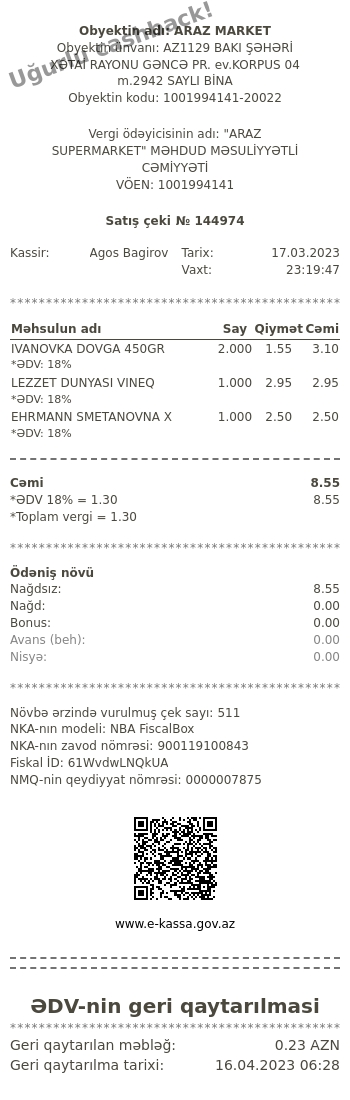 Uğurlu cashback!
Obyektin adı: ARAZ MARKET
Obyektin ünvanı: AZ1129 BAKI ŞƏHƏRİ
XƏTAİ RAYONU GƏNCƏ PR. ev.KORPUS 04
m.2942 SAYLI BİNA
Obyektin kodu: 1001994141-20022
Vergi ödəyicisinin adı: "ARAZ
SUPERMARKET" MƏHDUD MƏSULİYYƏTLİ
CƏMİYYƏTİ
VÖEN: 1001994141
Satış çeki № 144974
Kassir: Agos Bagirov Tarix: 17.03.2023
Vaxt: 23:19:47
********************************************
Məhsulun adı Say Qiymət Cəmi
IVANOVKA DOVGA 450GR 2.000 1.55 3.10
*ƏDV: 18%
LEZZET DUNYASI VINEQ 1.000 2.95 2.95
*ƏDV: 18%
EHRMANN SMETANOVNA X 1.000 2.50 2.50
*ƏDV: 18%
Cəmi 8.55
*ƏDV 18% = 1.30 8.55
*Toplam vergi = 1.30
********************************************
Ödəniş növü
Nağdsız: 8.55
Nağd: 0.00
Bonus: 0.00
Avans (beh): 0.00
Nisyə: 0.00
********************************************
Növbə ərzində vurulmuş çek sayı: 511
NKA-nın modeli: NBA FiscalBox
NKA-nın zavod nömrəsi: 900119100843
Fiskal İD: 61WvdwLNQkUA
NMQ-nin qeydiyyat nömrəsi: 0000007875
www.e-kassa.gov.az
ƏDV-nin geri qaytarılmasi
********************************************
Geri qaytarılan məbləğ: 0.23 AZN
Geri qaytarılma tarixi: 16.04.2023 06:28